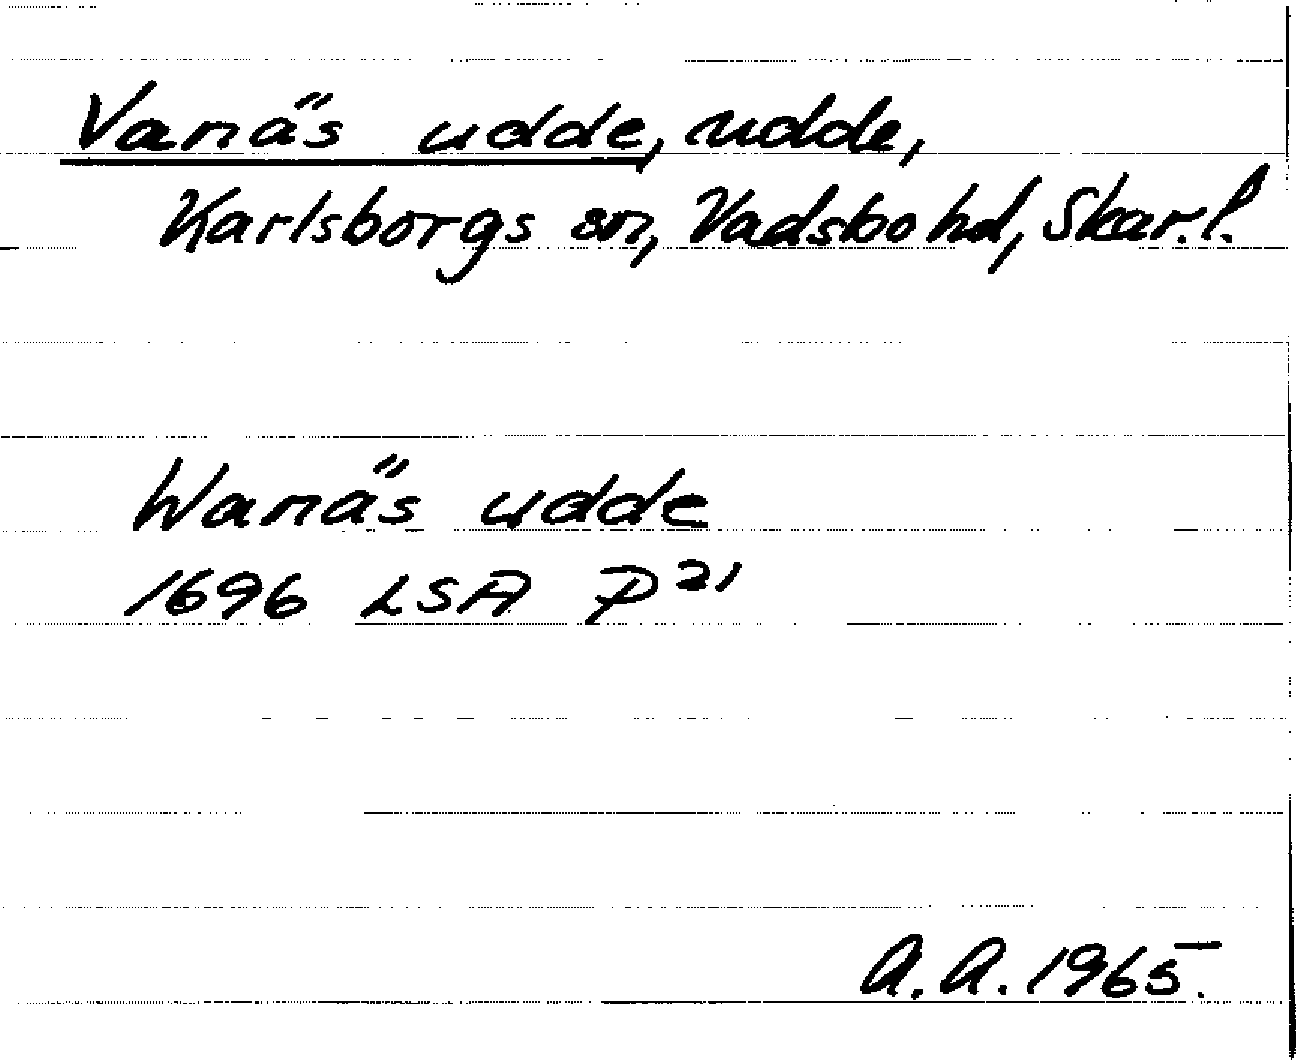 Vanäs udde, udde,
Karlsborgs sn, Vadsbo hd, Skar.l.
Wanäs udde
1696 LSA P²¹
A.A. 1965.